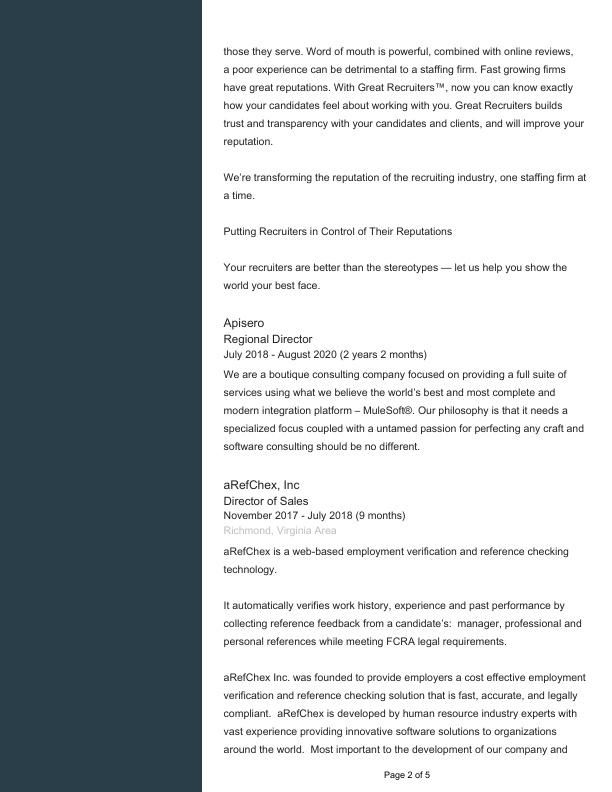 those they serve. Word of mouth is powerful, combined with online reviews,
a poor experience can be detrimental to a staffing firm. Fast growing firms
have great reputations. With Great Recruiters™, now you can know exactly
how your candidates feel about working with you. Great Recruiters builds
trust and transparency with your candidates and clients, and will improve your
reputation.

We’re transforming the reputation of the recruiting industry, one staffing firm at
a time.

Putting Recruiters in Control of Their Reputations

Your recruiters are better than the stereotypes — let us help you show the
world your best face.

Apisero
Regional Director
July 2018 - August 2020 (2 years 2 months)
We are a boutique consulting company focused on providing a full suite of
services using what we believe the world’s best and most complete and
modern integration platform – MuleSoft®. Our philosophy is that it needs a
specialized focus coupled with a untamed passion for perfecting any craft and
software consulting should be no different.

aRefChex, Inc
Director of Sales
November 2017 - July 2018 (9 months)
Richmond, Virginia Area
aRefChex is a web-based employment verification and reference checking
technology.

It automatically verifies work history, experience and past performance by
collecting reference feedback from a candidate’s:  manager, professional and
personal references while meeting FCRA legal requirements.

aRefChex Inc. was founded to provide employers a cost effective employment
verification and reference checking solution that is fast, accurate, and legally
compliant.  aRefChex is developed by human resource industry experts with
vast experience providing innovative software solutions to organizations
around the world.  Most important to the development of our company and
Page 2 of 5